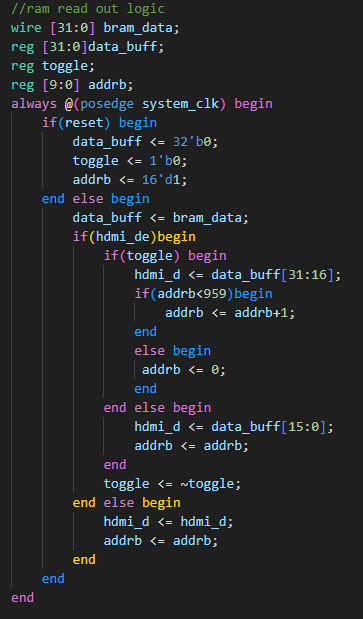 //ram read out logic
wire [31:0] bram_data;
reg [31:0]data_buff;
reg toggle;
reg [9:0] addrb;
always @(posedge system_clk) begin
    if(reset) begin
        data_buff <= 32'b0;
        toggle <= 1'b0;
        addrb <= 16'd1;
    end else begin
        data_buff <= bram_data;
        if(hdmi_de)begin
            if(toggle) begin
                hdmi_d <= data_buff[31:16];
                if(addrb<959)begin
                    addrb <= addrb+1;
                end
                else begin
                 addrb <= 0;
                end
            end else begin
                hdmi_d <= data_buff[15:0];
                addrb <= addrb;
            end
            toggle <= ~toggle;
        end else begin
            hdmi_d <= hdmi_d;
            addrb <= addrb;
        end
    end
end